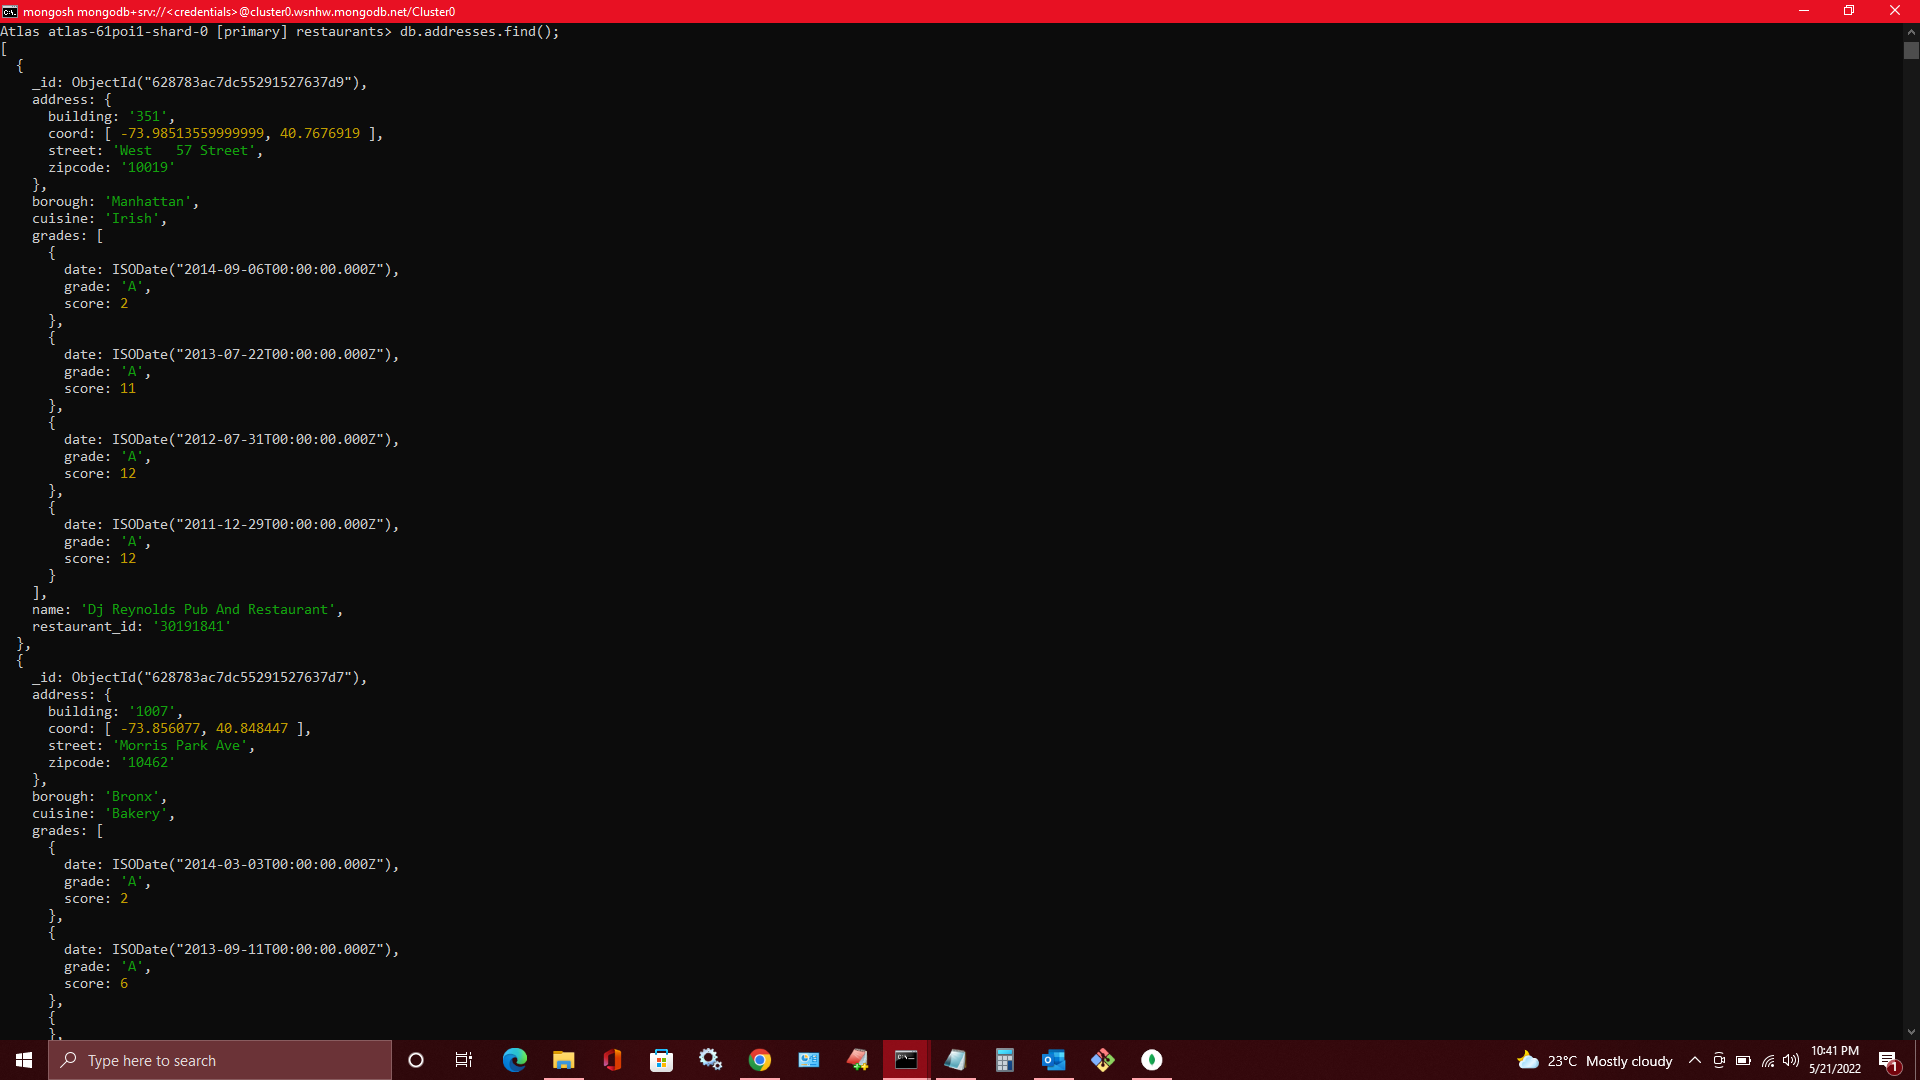 mongosh mongodb+srv://<credentials>@cluster0.wsnhw.mongodb.net/Cluster0
Atlas atlas-61poi1-shard-0 [primary] restaurants> db.addresses.find();
[
  {
    _id: ObjectId("628783ac7dc55291527637d9"),
    address: {
      building: '351',
      coord: [ -73.98513559999999, 40.7676919 ],
      street: 'West   57 Street',
      zipcode: '10019'
    },
    borough: 'Manhattan',
    cuisine: 'Irish',
    grades: [
      {
        date: ISODate("2014-09-06T00:00:00.000Z"),
        grade: 'A',
        score: 2
      },
      {
        date: ISODate("2013-07-22T00:00:00.000Z"),
        grade: 'A',
        score: 11
      },
      {
        date: ISODate("2012-07-31T00:00:00.000Z"),
        grade: 'A',
        score: 12
      },
      {
        date: ISODate("2011-12-29T00:00:00.000Z"),
        grade: 'A',
        score: 12
      }
    ],
    name: 'Dj Reynolds Pub And Restaurant',
    restaurant_id: '30191841'
  },
  {
    _id: ObjectId("628783ac7dc55291527637d7"),
    address: {
      building: '1007',
      coord: [ -73.856077, 40.848447 ],
      street: 'Morris Park Ave',
      zipcode: '10462'
    },
    borough: 'Bronx',
    cuisine: 'Bakery',
    grades: [
      {
        date: ISODate("2014-03-03T00:00:00.000Z"),
        grade: 'A',
        score: 2
      },
      {
        date: ISODate("2013-09-11T00:00:00.000Z"),
        grade: 'A',
        score: 6
      },
      {
      },
Type here to search
23°C Mostly cloudy
10:41 PM
5/21/2022
1